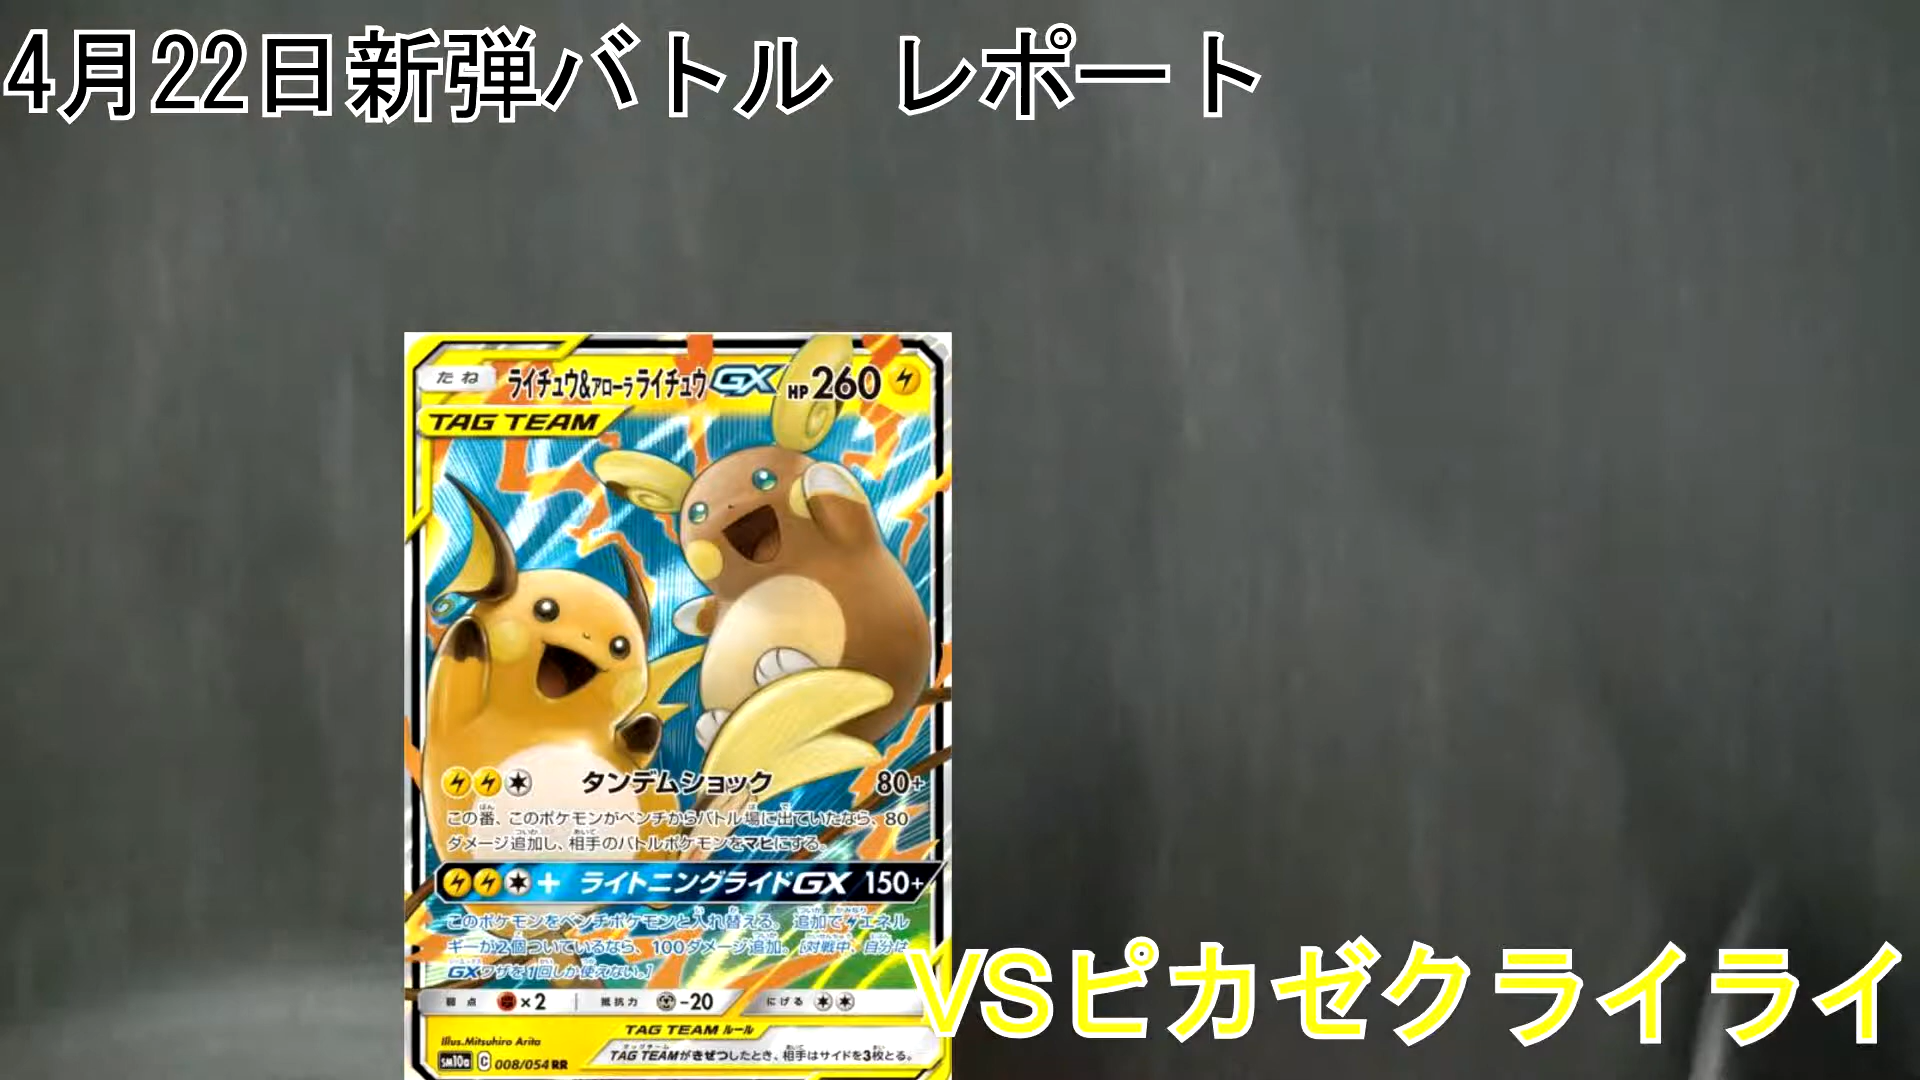 4月22日新弾バトル レポート
たね ライチュウ&アローラライチュウGX HP260
TAG TEAM
タンデムショック 80+
この番、このポケモンがベンチからバトル場に出ていたなら、80
ダメージ追加し、相手のバトルポケモンをマヒにする。
+ ライトニングライドGX 150+
このポケモンをベンチポケモンと入れ替える。追加でエネル
ギーが2個ついているなら、100ダメージ追加。[対戦中、自分は
GXワザを1回しか使えない。]
弱点 ×2 抵抗力 -20 にげる
VSピカゼクライライ
TAG TEAM ルール
Illus.Mitsuhiro Arita
TAG TEAMがきぜつしたとき、相手はサイドを3枚とる。
SM10a C 008/054 RR